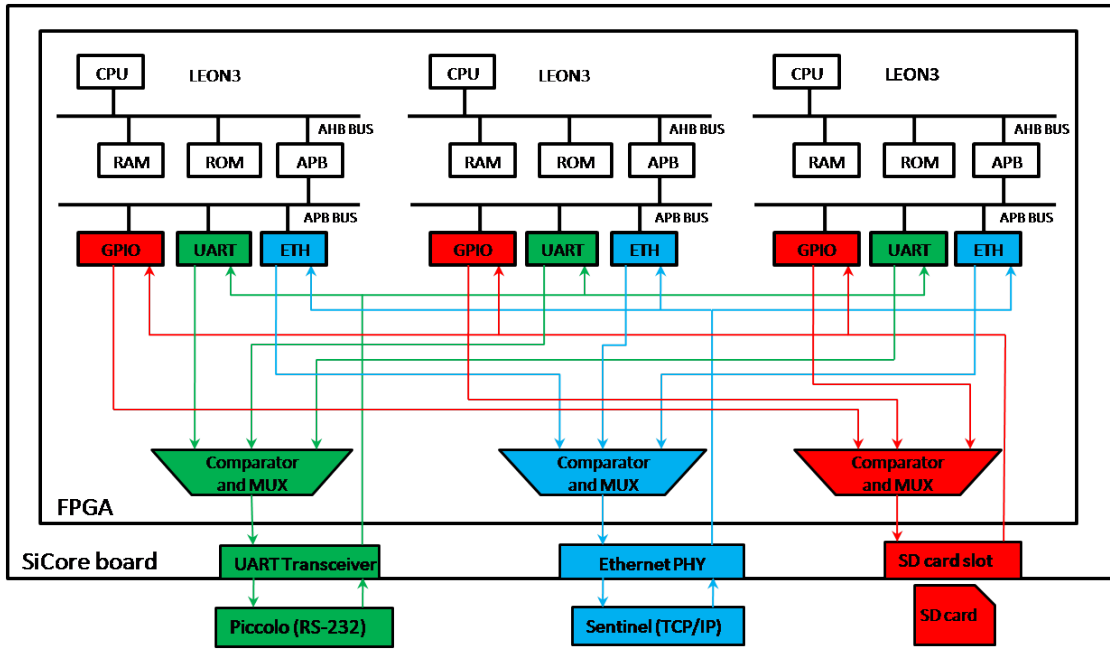 CPU LEON3
CPU LEON3
CPU LEON3
AHB BUS
AHB BUS
AHB BUS
RAM ROM APB
RAM ROM APB
RAM ROM APB
APB BUS
APB BUS
APB BUS
GPIO UART ETH
GPIO UART ETH
GPIO UART ETH
Comparator
and MUX
Comparator
and MUX
Comparator
and MUX
FPGA
SiCore board
UART Transceiver
Ethernet PHY
SD card slot
Piccolo (RS-232)
Sentinel (TCP/IP)
SD card